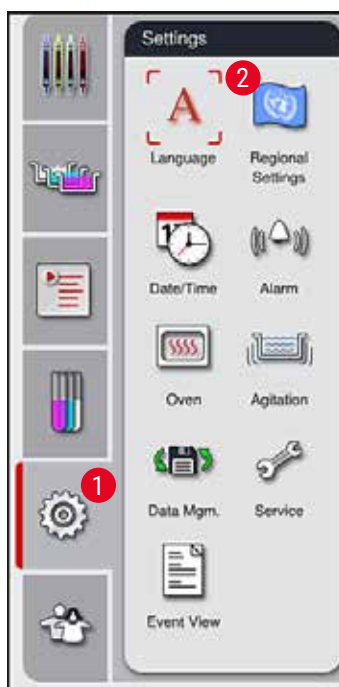 Settings
2
A
Language
Regional
Settings
Date/Time
Alarm
Oven
Agitation
1
Data Mgm.
Service
Event View